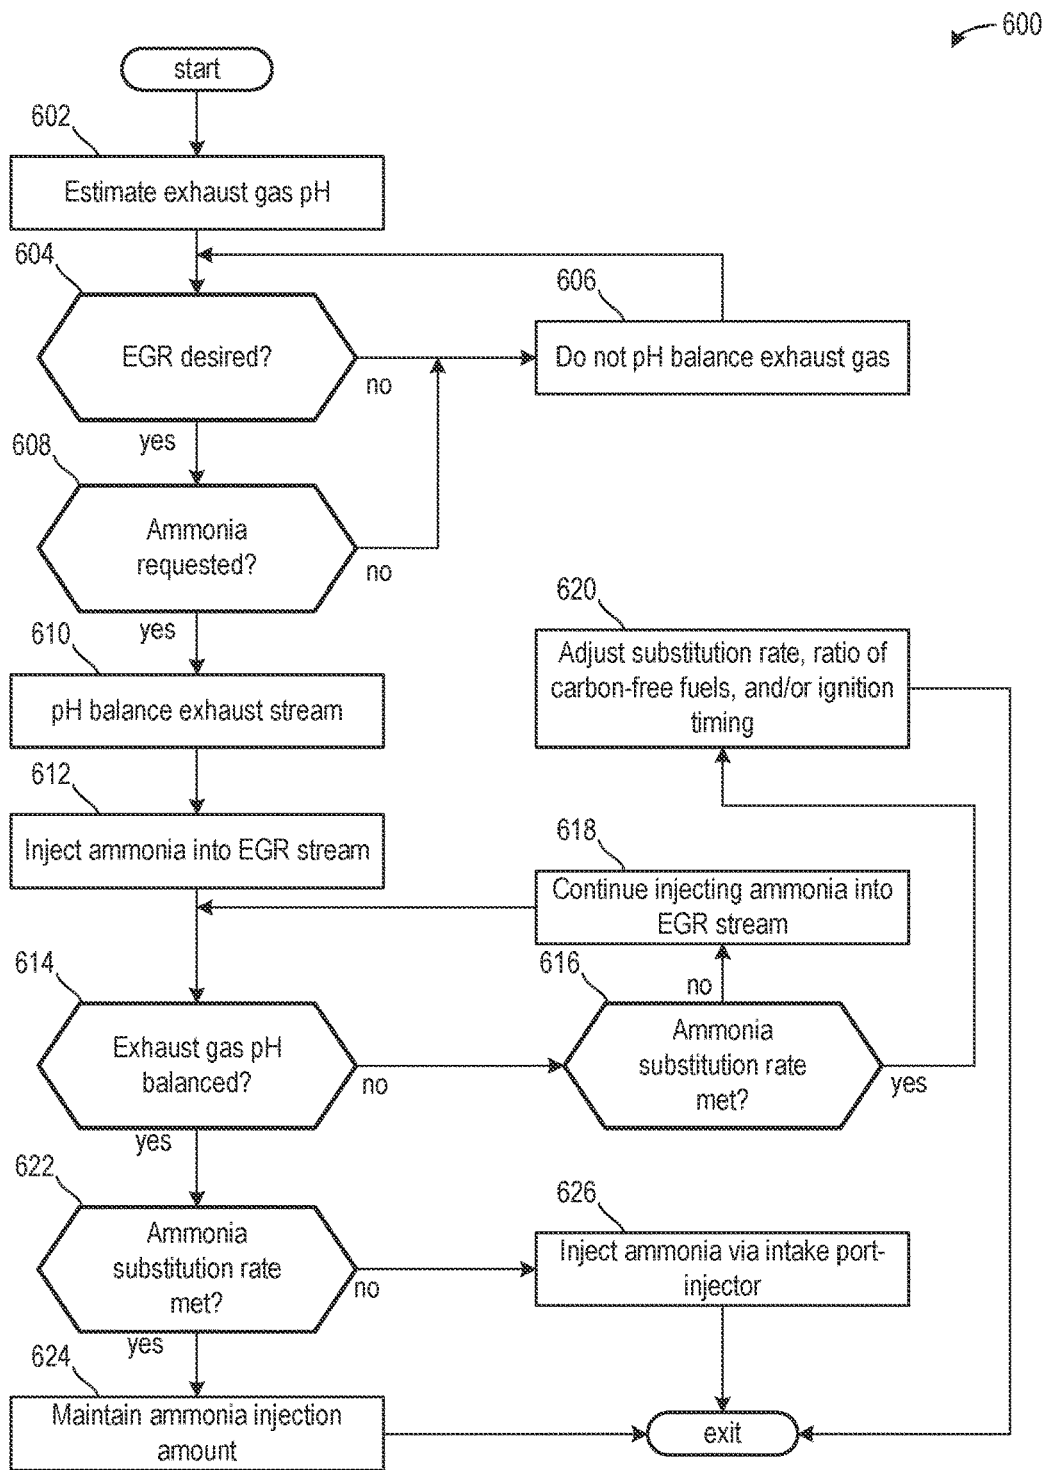 600
start
602
Estimate exhaust gas pH
604
606
EGR desired?
Do not pH balance exhaust gas
no
yes
608
Ammonia
requested?
no
yes
610
620
pH balance exhaust stream
Adjust substitution rate, ratio of
carbon-free fuels, and/or ignition
timing
612
Inject ammonia into EGR stream
618
Continue injecting ammonia into
EGR stream
614
616
no
Exhaust gas pH
balanced?
no
Ammonia
substitution rate
met?
yes
yes
622
626
Ammonia
substitution rate
met?
no
Inject ammonia via intake port-
injector
yes
624
Maintain ammonia injection
amount
exit